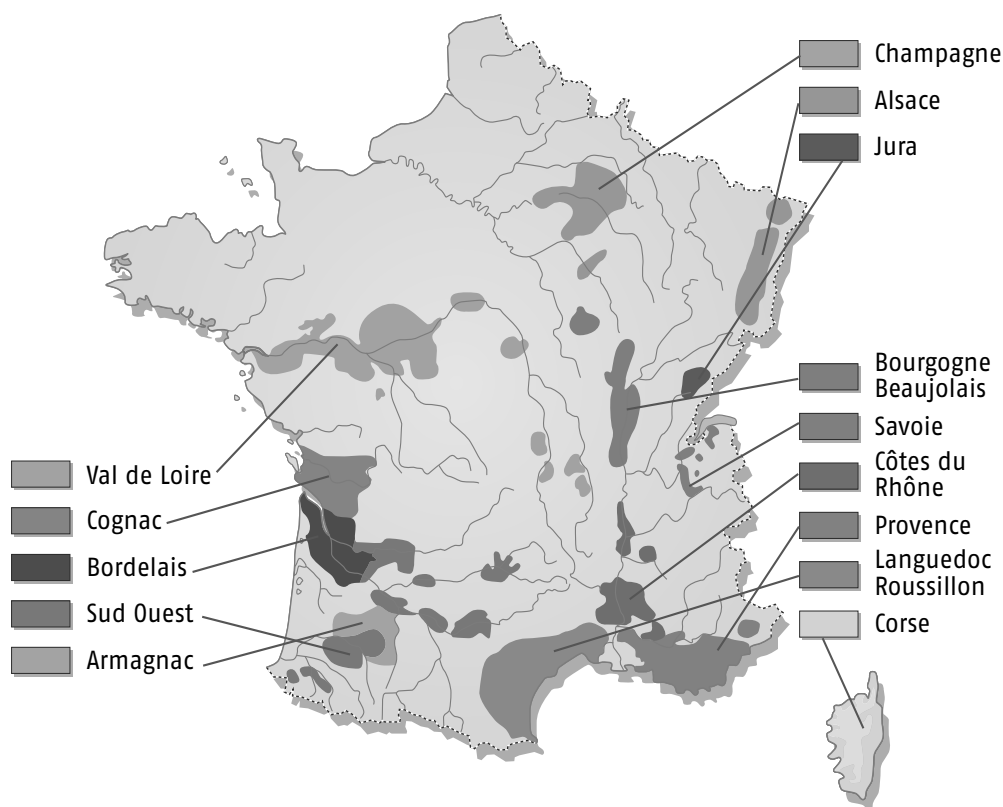 Champagne
Alsace
Jura
Bourgogne
Beaujolais
Savoie
Côtes du
Rhône
Provence
Languedoc
Roussillon
Corse
Val de Loire
Cognac
Bordelais
Sud Ouest
Armagnac